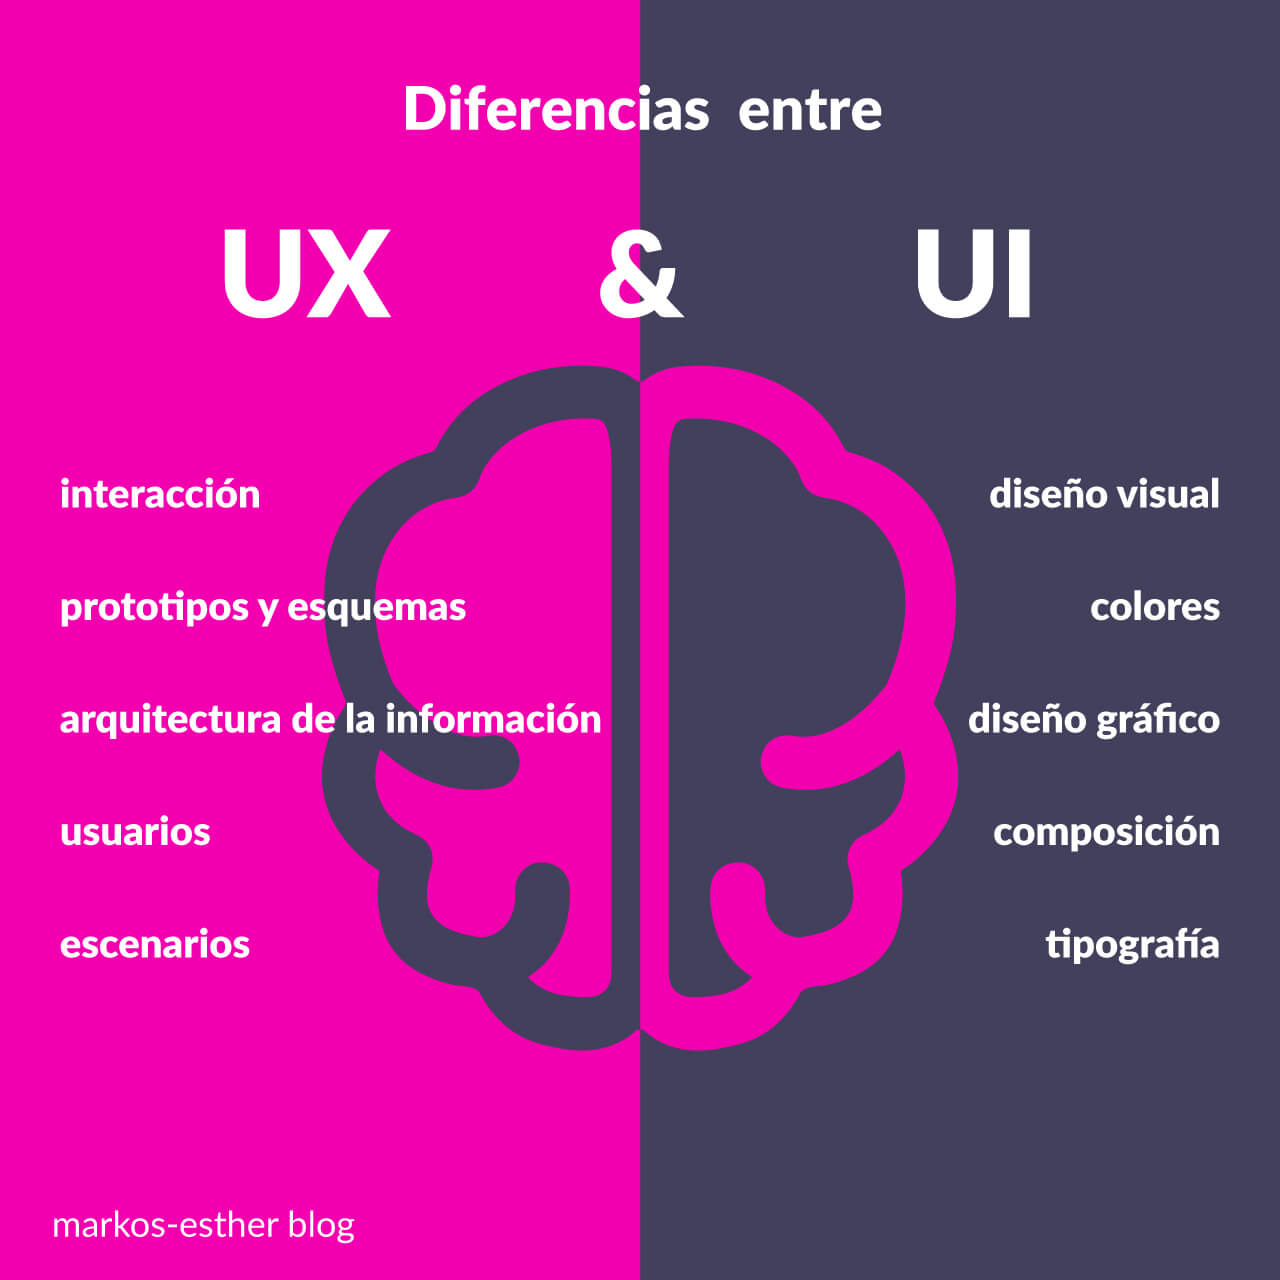 Diferencias entre
UX & UI
interacción
prototipos y esquemas
arquitectura de la información
usuarios
escenarios
diseño visual
colores
diseño gráfico
composición
tipografía
markos-esther blog